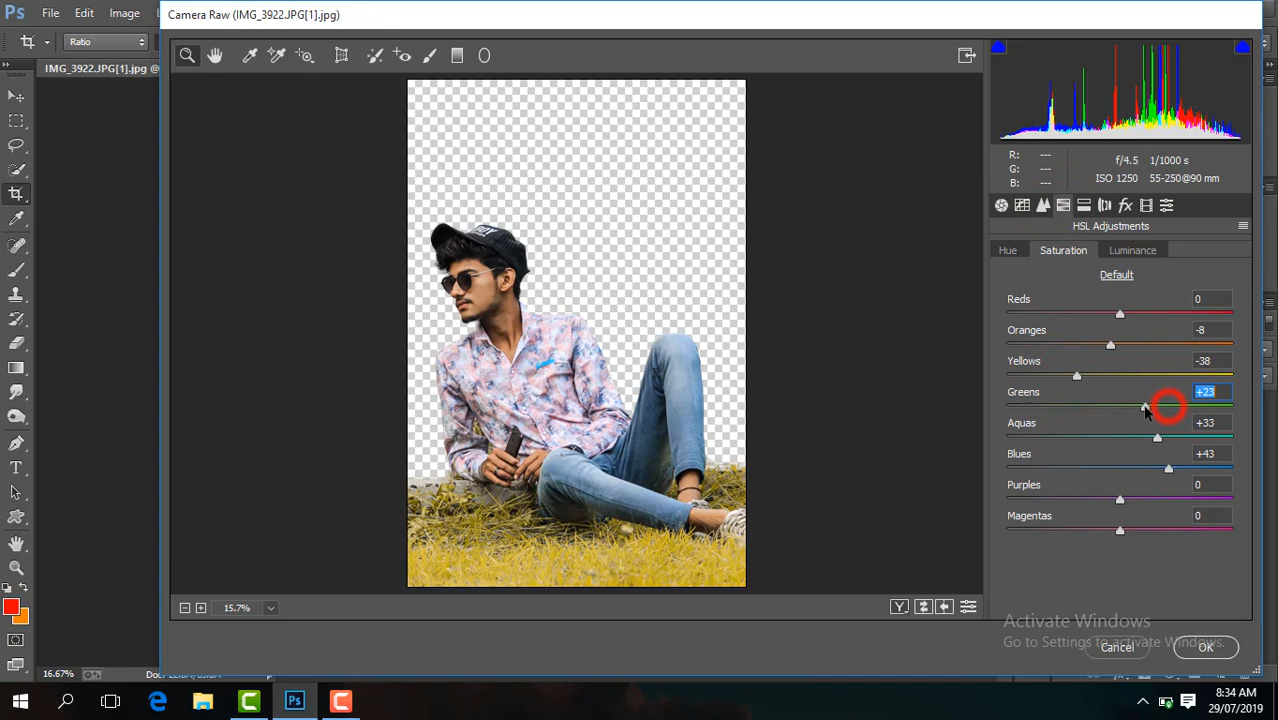 Camera Raw (IMG_3922.JPG[1].jpg)
Ps File Edit Image
Ratio
IMG_3922.JPG[1].jpg @
R: ---
G: ---
B: ---
f/4.5 1/1000 s
ISO 1250 55-250@90 mm
HSL Adjustments
Hue Saturation Luminance
Default
Reds 0
Oranges -8
Yellows -38
Greens +23
Aquas +33
Blues +43
Purples 0
Magentas 0
15.7%
Y
Activate Windows
Go to Settings to activate Windows.
Cancel OK
16.67%
Ps
8:34 AM
29/07/2019